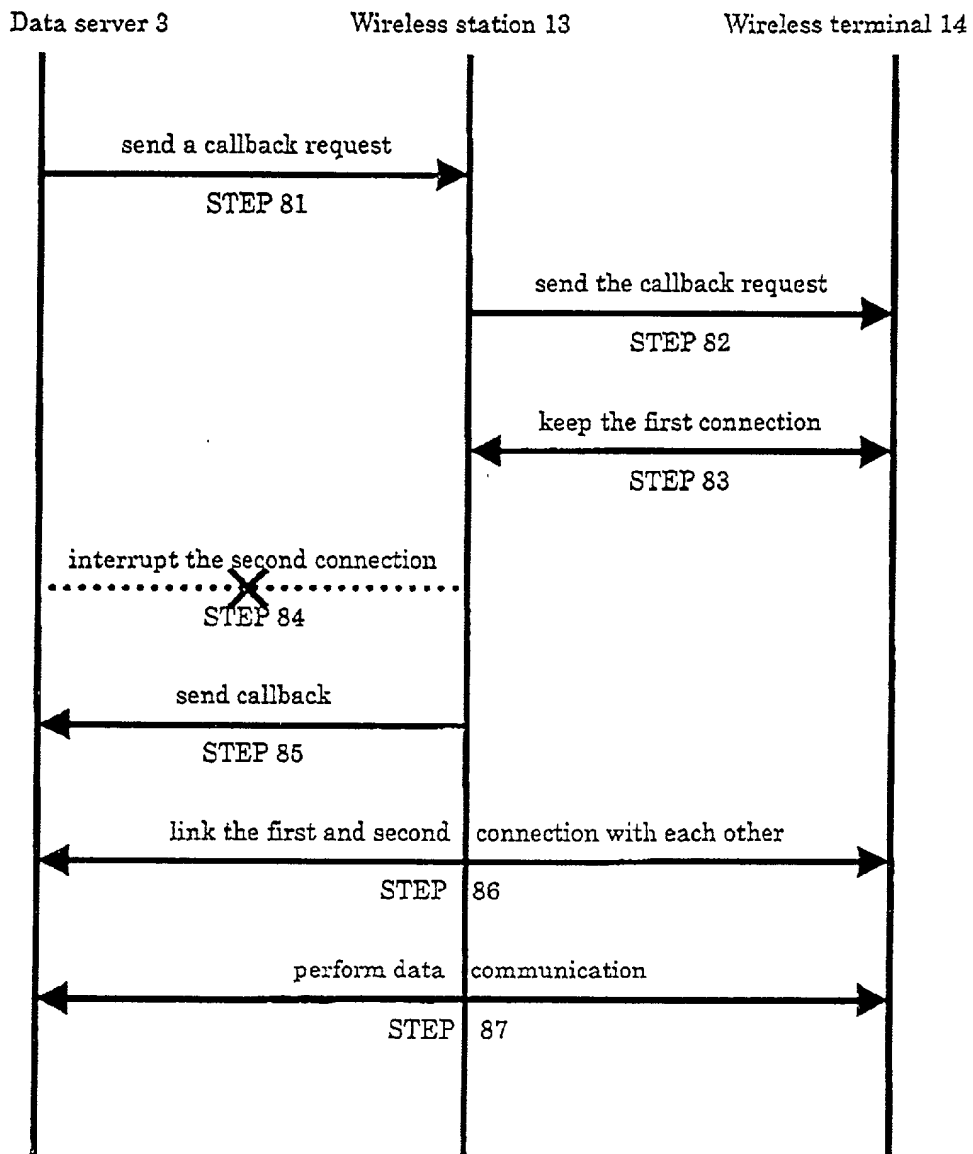 Data server 3 Wireless station 13 Wireless terminal 14
send a callback request
STEP 81
send the callback request
STEP 82
keep the first connection
STEP 83
interrupt the second connection
STEP 84
send callback
STEP 85
link the first and second connection with each other
STEP 86
perform data communication
STEP 87